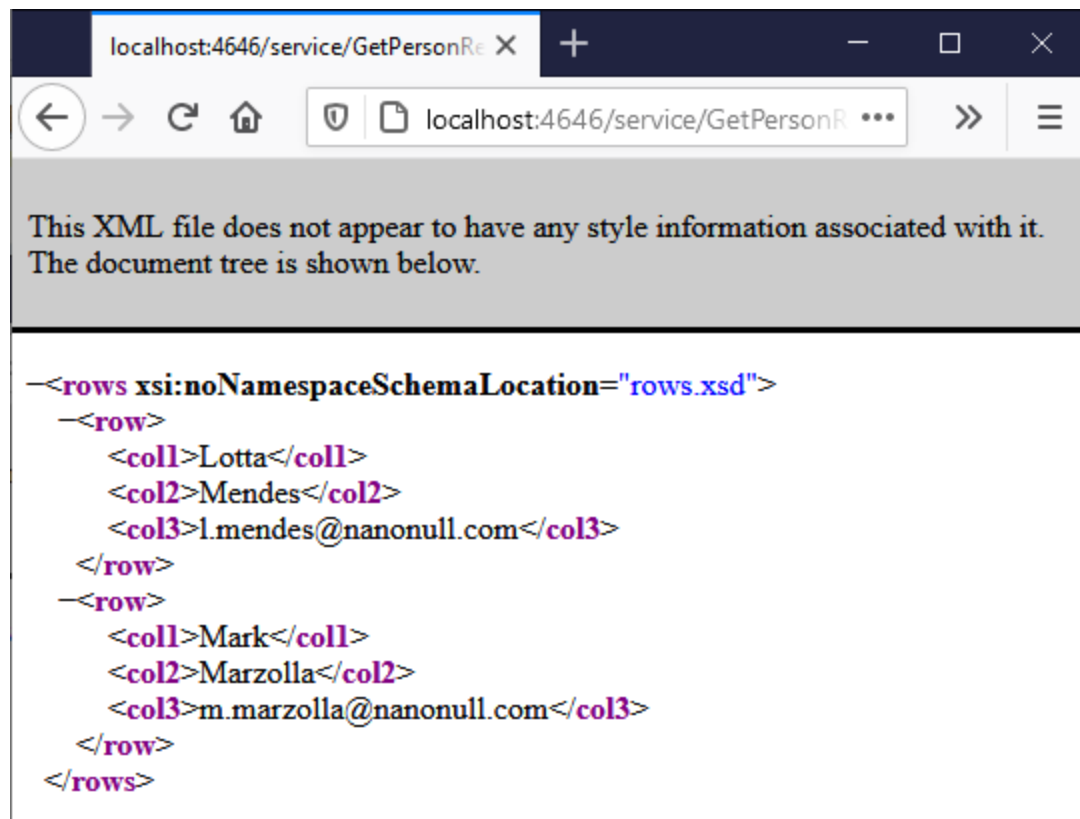 localhost:4646/service/GetPersonRe
localhost:4646/service/GetPersonR
This XML file does not appear to have any style information associated with it.
The document tree is shown below.
−<rows xsi:noNamespaceSchemaLocation="rows.xsd">
−<row>
<col1>Lotta</col1>
<col2>Mendes</col2>
<col3>l.mendes@nanonull.com</col3>
</row>
−<row>
<col1>Mark</col1>
<col2>Marzolla</col2>
<col3>m.marzolla@nanonull.com</col3>
</row>
</rows>